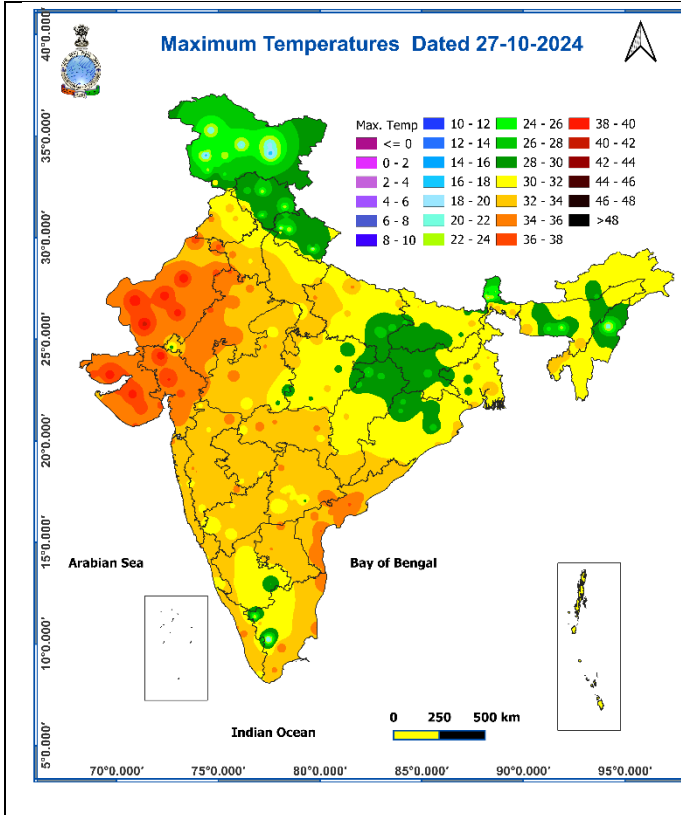 Maximum Temperatures Dated 27-10-2024
Max. Temp
<= 0
0 - 2
2 - 4
4 - 6
6 - 8
8 - 10
10 - 12
12 - 14
14 - 16
16 - 18
18 - 20
20 - 22
22 - 24
24 - 26
26 - 28
28 - 30
30 - 32
32 - 34
34 - 36
36 - 38
38 - 40
40 - 42
42 - 44
44 - 46
46 - 48
>48
40°0.000'
35°0.000'
30°0.000'
25°0.000'
20°0.000'
15°0.000'
10°0.000'
5°0.000'
Arabian Sea
Bay of Bengal
Indian Ocean
0 250 500 km
70°0.000' 75°0.000' 80°0.000' 85°0.000' 90°0.000' 95°0.000'